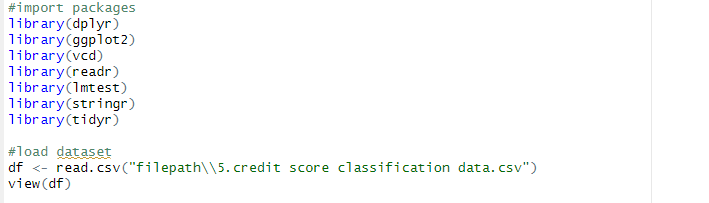 #import packages
library(dplyr)
library(ggplot2)
library(vcd)
library(readr)
library(lmtest)
library(stringr)
library(tidyr)
#load dataset
df <- read.csv("filepath\\5.credit score classification data.csv")
view(df)